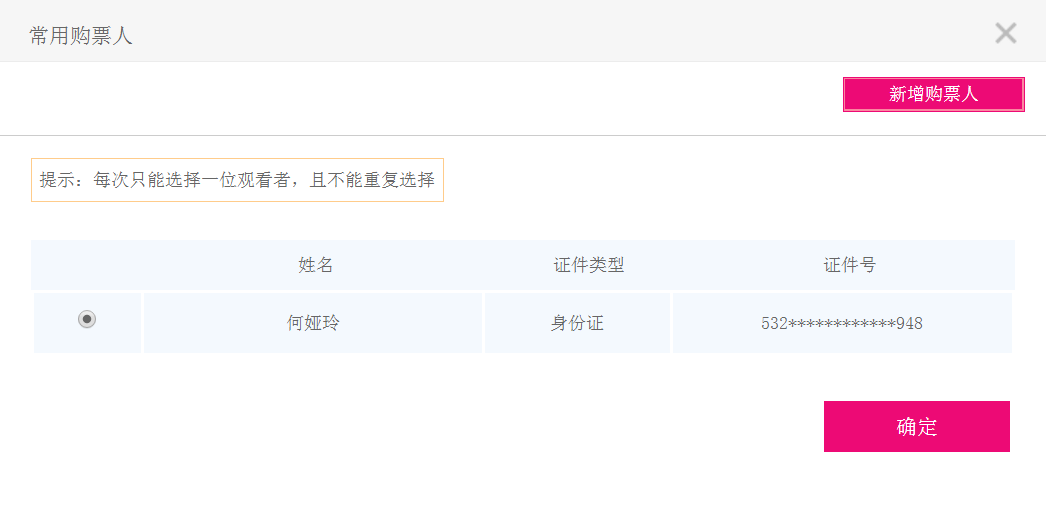 常用购票人
新增购票人
提示：每次只能选择一位观看者，且不能重复选择
姓名 证件类型 证件号
何娅玲 身份证 532************948
确定